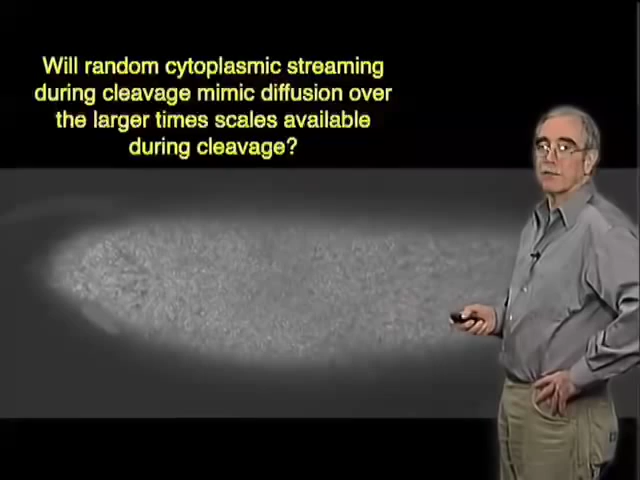 Will random cytoplasmic streaming
during cleavage mimic diffusion over
the larger times scales available
during cleavage?